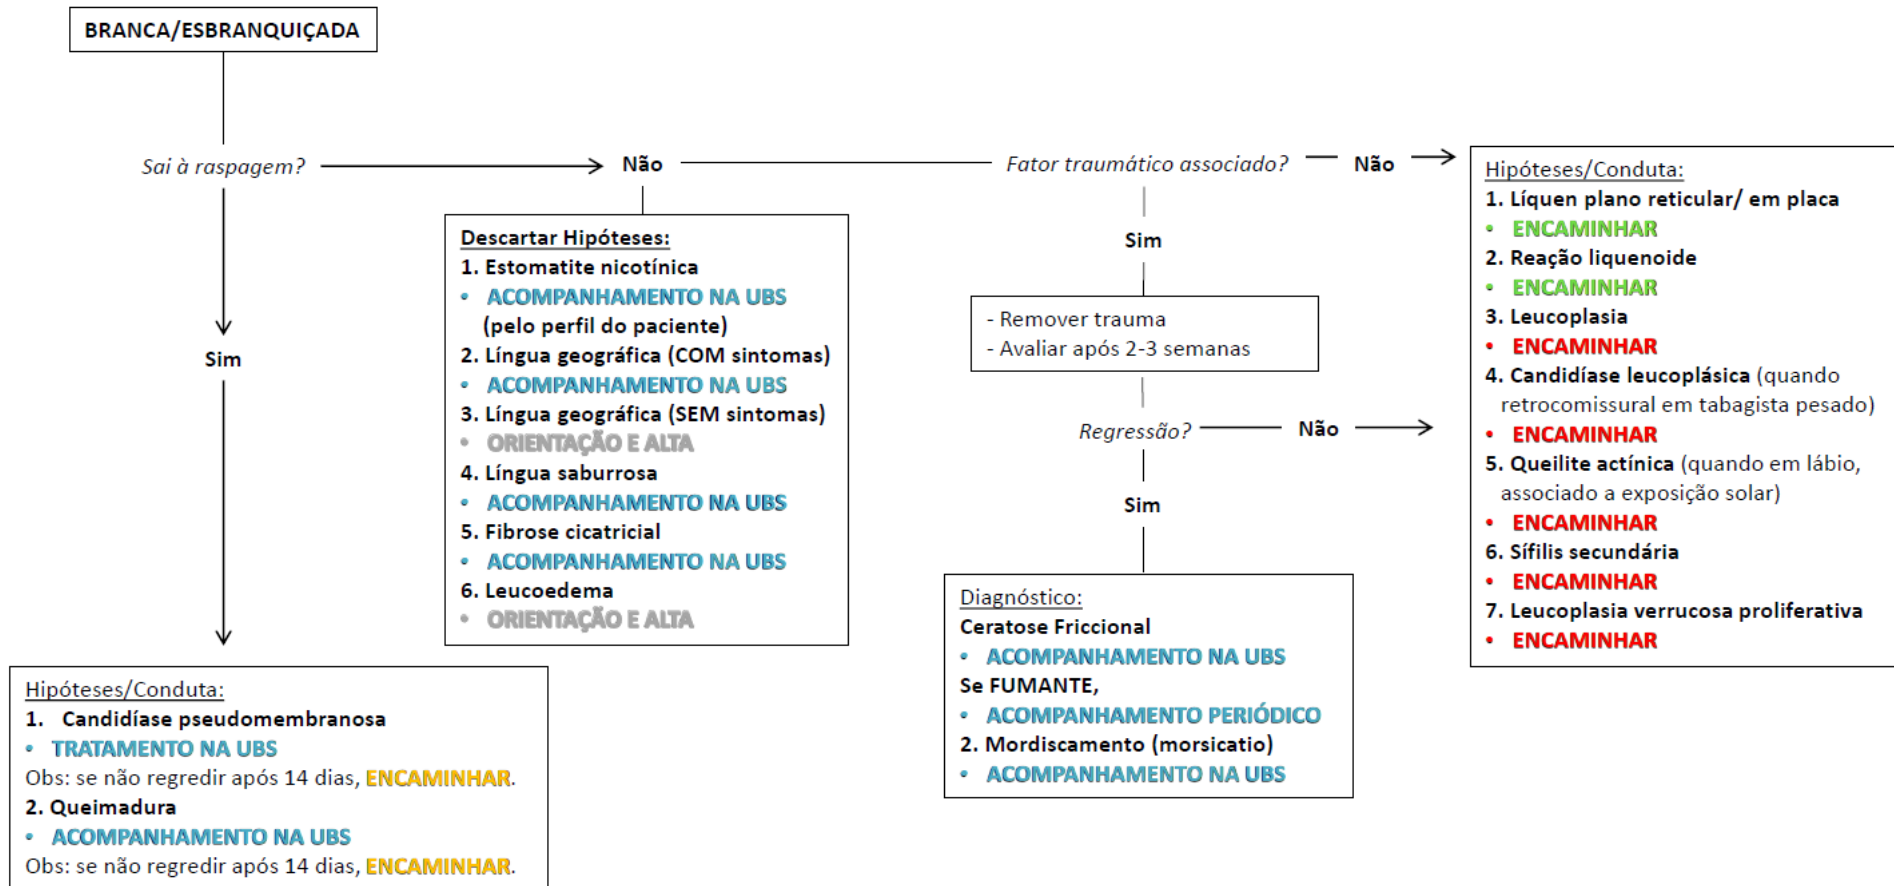 BRANCA/ESBRANQUIÇADA
Sai à raspagem?
Não
Fator traumático associado?
Não
Sim
Descartar Hipóteses:
1. Estomatite nicotínica
• ACOMPANHAMENTO NA UBS
(pelo perfil do paciente)
2. Língua geográfica (COM sintomas)
• ACOMPANHAMENTO NA UBS
3. Língua geográfica (SEM sintomas)
• ORIENTAÇÃO E ALTA
4. Língua saburrosa
• ACOMPANHAMENTO NA UBS
5. Fibrose cicatricial
• ACOMPANHAMENTO NA UBS
6. Leucoedema
• ORIENTAÇÃO E ALTA
Sim
- Remover trauma
- Avaliar após 2-3 semanas
Regressão?
Não
Sim
Hipóteses/Conduta:
1. Líquen plano reticular/ em placa
• ENCAMINHAR
2. Reação liquenoide
• ENCAMINHAR
3. Leucoplasia
• ENCAMINHAR
4. Candidíase leucoplásica (quando
retrocomissural em tabagista pesado)
• ENCAMINHAR
5. Queilite actínica (quando em lábio,
associado a exposição solar)
• ENCAMINHAR
6. Sífilis secundária
• ENCAMINHAR
7. Leucoplasia verrucosa proliferativa
• ENCAMINHAR
Diagnóstico:
Ceratose Friccional
• ACOMPANHAMENTO NA UBS
Se FUMANTE,
• ACOMPANHAMENTO PERIÓDICO
2. Mordiscamento (morsicatio)
• ACOMPANHAMENTO NA UBS
Hipóteses/Conduta:
1. Candidíase pseudomembranosa
• TRATAMENTO NA UBS
Obs: se não regredir após 14 dias, ENCAMINHAR.
2. Queimadura
• ACOMPANHAMENTO NA UBS
Obs: se não regredir após 14 dias, ENCAMINHAR.